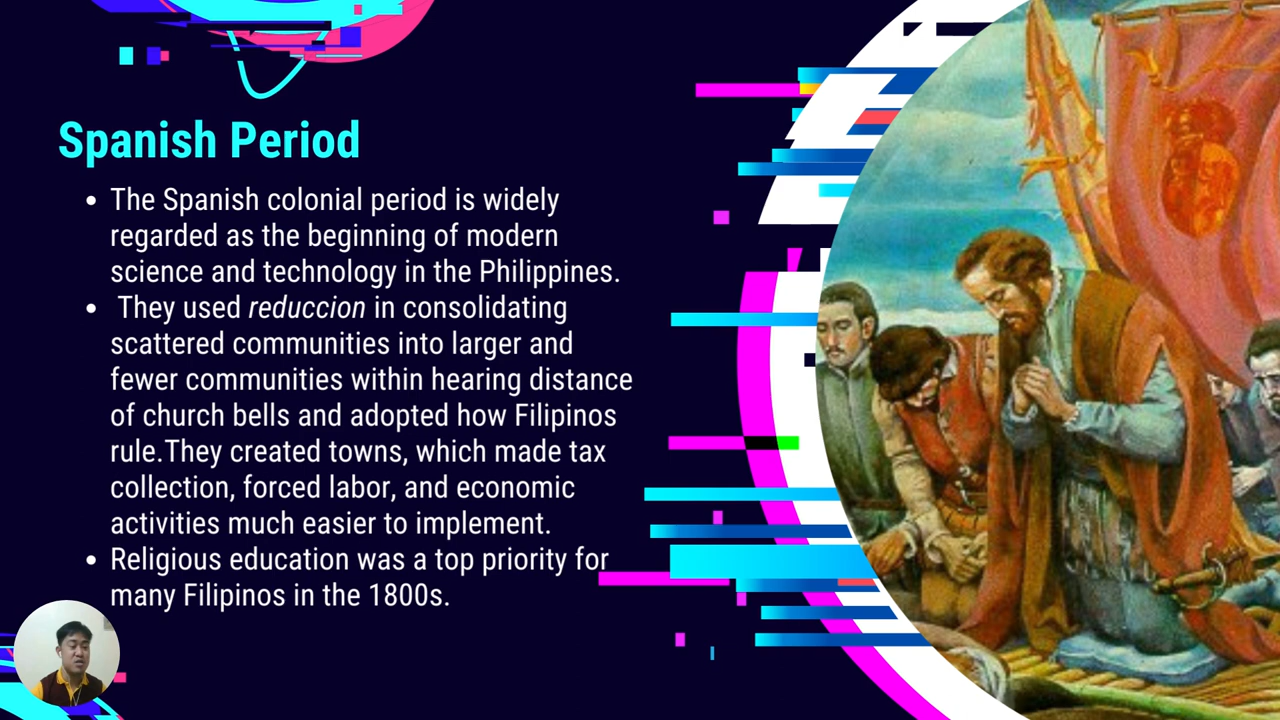 Spanish Period
• The Spanish colonial period is widely
regarded as the beginning of modern
science and technology in the Philippines.
• They used reduccion in consolidating
scattered communities into larger and
fewer communities within hearing distance
of church bells and adopted how Filipinos
rule.They created towns, which made tax
collection, forced labor, and economic
activities much easier to implement.
• Religious education was a top priority for
many Filipinos in the 1800s.